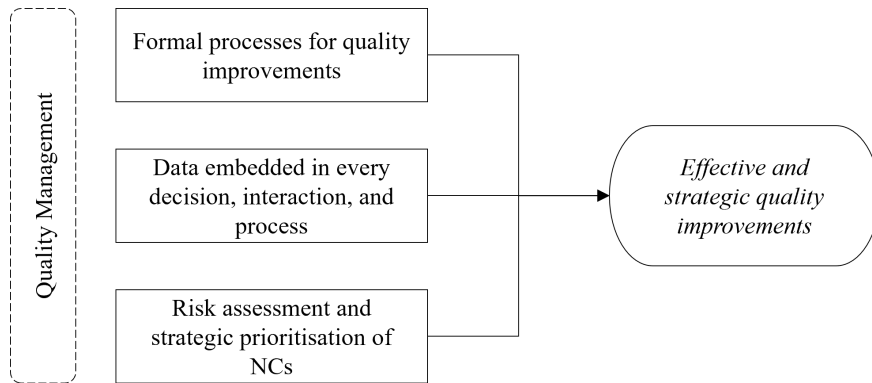 Quality Management
Formal processes for quality
improvements
Data embedded in every
decision, interaction, and
process
Risk assessment and
strategic prioritisation of
NCs
Effective and
strategic quality
improvements